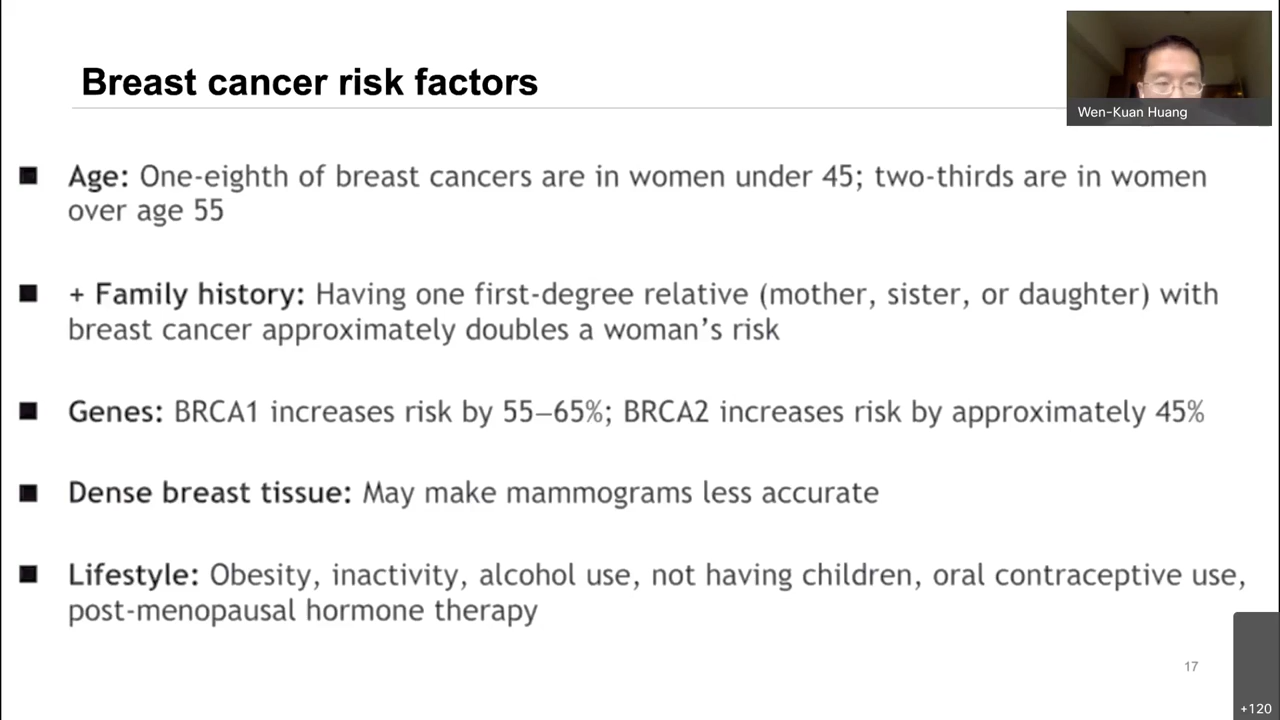 Breast cancer risk factors
Wen-Kuan Huang
Age: One-eighth of breast cancers are in women under 45; two-thirds are in women
over age 55
+ Family history: Having one first-degree relative (mother, sister, or daughter) with
breast cancer approximately doubles a woman’s risk
Genes: BRCA1 increases risk by 55–65%; BRCA2 increases risk by approximately 45%
Dense breast tissue: May make mammograms less accurate
Lifestyle: Obesity, inactivity, alcohol use, not having children, oral contraceptive use,
post-menopausal hormone therapy
17
+120